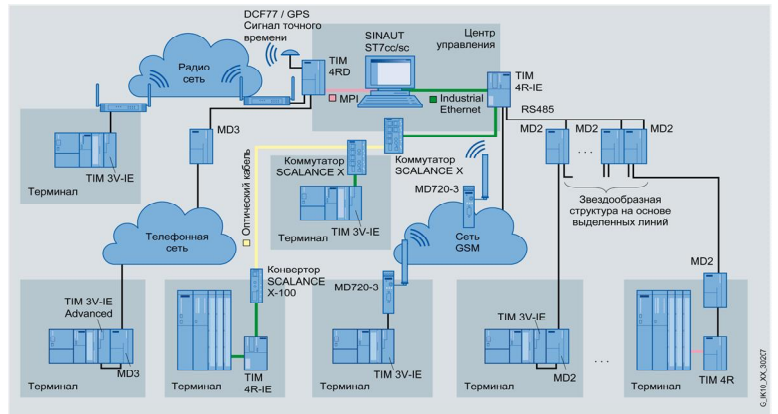 DCF77 / GPS
Сигнал точного
времени
SINAUT
ST7cc/sc
Центр
управления
Радио
сеть
TIM
4RD
TIM
4R-IE
MPI
Industrial
Ethernet
RS485
MD3
MD2
MD2
MD2
. . .
TIM 3V-IE
Терминал
Оптический кабель
Коммутатор
SCALANCE X
Коммутатор
SCALANCE X
MD720-3
Звездообразная
структура на основе
выделенных линий
TIM 3V-IE
Терминал
Телефонная
сеть
Сеть
GSM
Конвертор
SCALANCE
X-100
MD720-3
MD2
TIM 3V-IE
Advanced
MD3
Терминал
TIM
4R-IE
Терминал
TIM 3V-IE
Терминал
TIM 3V-IE
MD2
Терминал
. . .
TIM 4R
Терминал
G_IK10_XX_30207